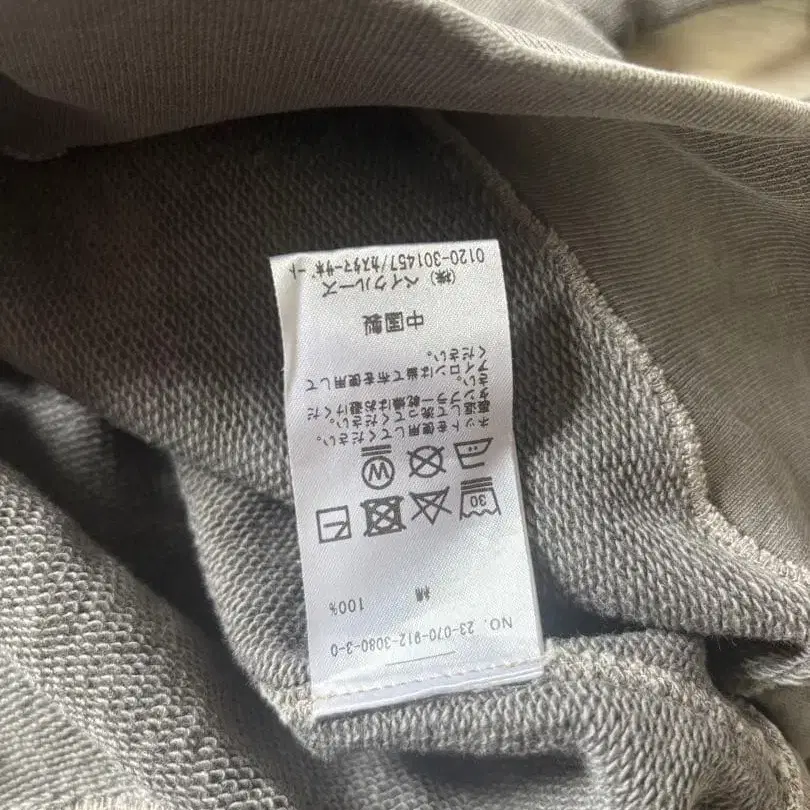 NO. 23-070-912-3080-3-0
綿 100%
30
W
ネットを使用してください。
裏返して洗ってください。
タンブラー乾燥はお避けくだ
さい。
アイロンは当て布を使用して
ください。
中国製
(株) ベイクルーズ
0120-301457/カスタマーサポート